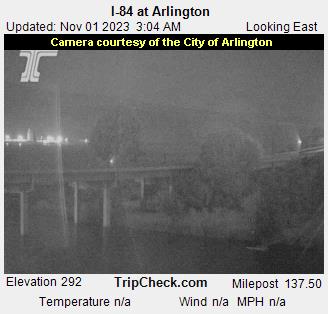 I-84 at Arlington
Updated: Nov 01 2023 3:04 AM Looking East
Camera courtesy of the City of Arlington
Elevation 292 TripCheck.com Milepost 137.50
Temperature n/a Wind n/a MPH n/a